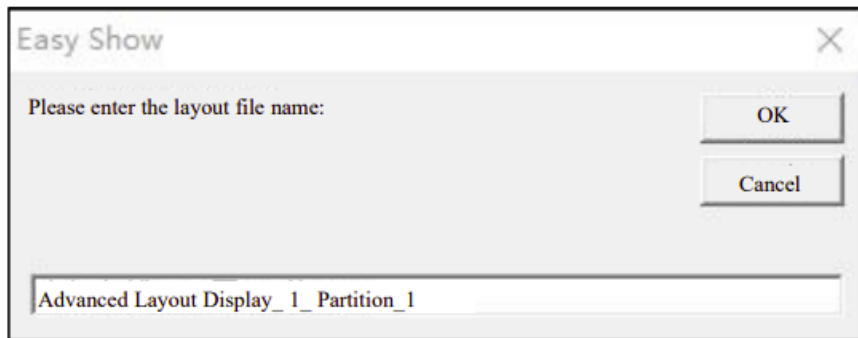 Easy Show
Please enter the layout file name:
OK
Cancel
Advanced Layout Display_ 1_ Partition_1